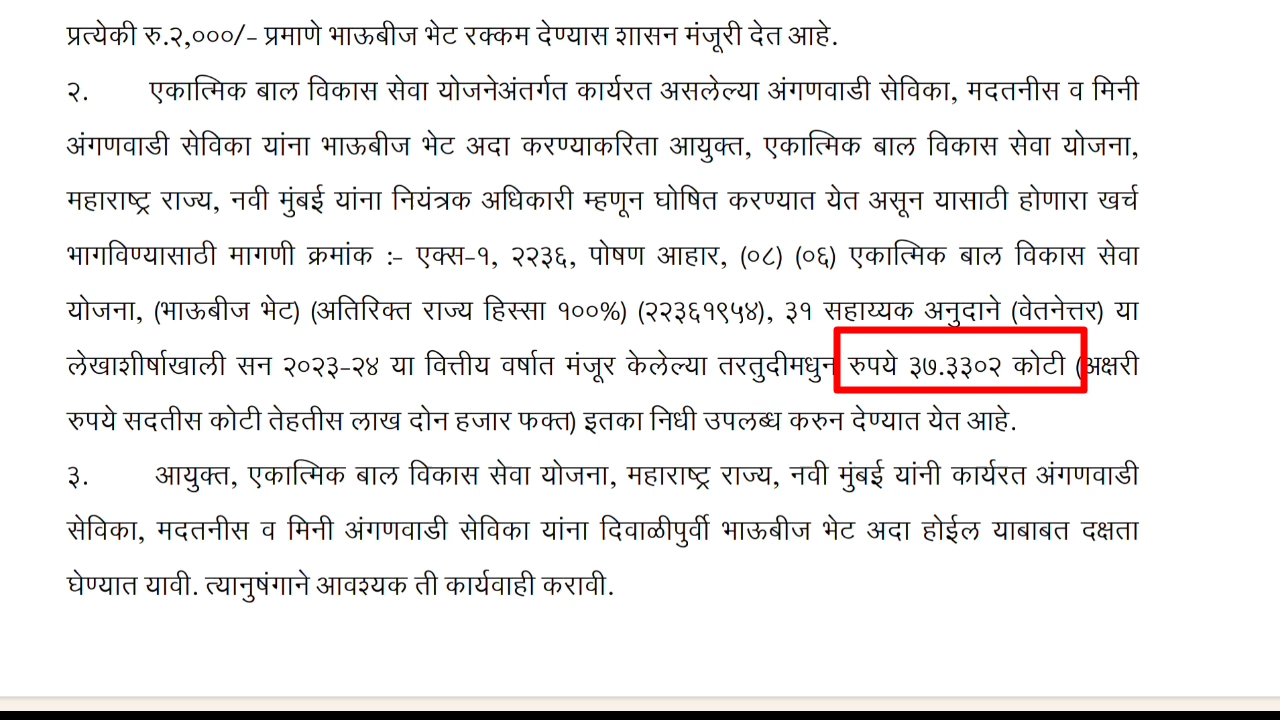 प्रत्येकी रु.२,०००/- प्रमाणे भाऊबीज भेट रक्कम देण्यास शासन मंजूरी देत आहे.
२. एकात्मिक बाल विकास सेवा योजनेअंतर्गत कार्यरत असलेल्या अंगणवाडी सेविका, मदतनीस व मिनी
अंगणवाडी सेविका यांना भाऊबीज भेट अदा करण्याकरिता आयुक्त, एकात्मिक बाल विकास सेवा योजना,
महाराष्ट्र राज्य, नवी मुंबई यांना नियंत्रक अधिकारी म्हणून घोषित करण्यात येत असून यासाठी होणारा खर्च
भागविण्यासाठी मागणी क्रमांक :- एक्स-१, २२३६, पोषण आहार, (०८) (०६) एकात्मिक बाल विकास सेवा
योजना, (भाऊबीज भेट) (अतिरिक्त राज्य हिस्सा १००%) (२२३६१९५४), ३१ सहाय्यक अनुदाने (वेतनेत्तर) या
लेखाशीर्षाखाली सन २०२३-२४ या वित्तीय वर्षात मंजूर केलेल्या तरतुदीमधुन रुपये ३७.३३०२ कोटी (अक्षरी
रुपये सदतीस कोटी तेहतीस लाख दोन हजार फक्त) इतका निधी उपलब्ध करुन देण्यात येत आहे.
३. आयुक्त, एकात्मिक बाल विकास सेवा योजना, महाराष्ट्र राज्य, नवी मुंबई यांनी कार्यरत अंगणवाडी
सेविका, मदतनीस व मिनी अंगणवाडी सेविका यांना दिवाळीपुर्वी भाऊबीज भेट अदा होईल याबाबत दक्षता
घेण्यात यावी. त्यानुषंगाने आवश्यक ती कार्यवाही करावी.